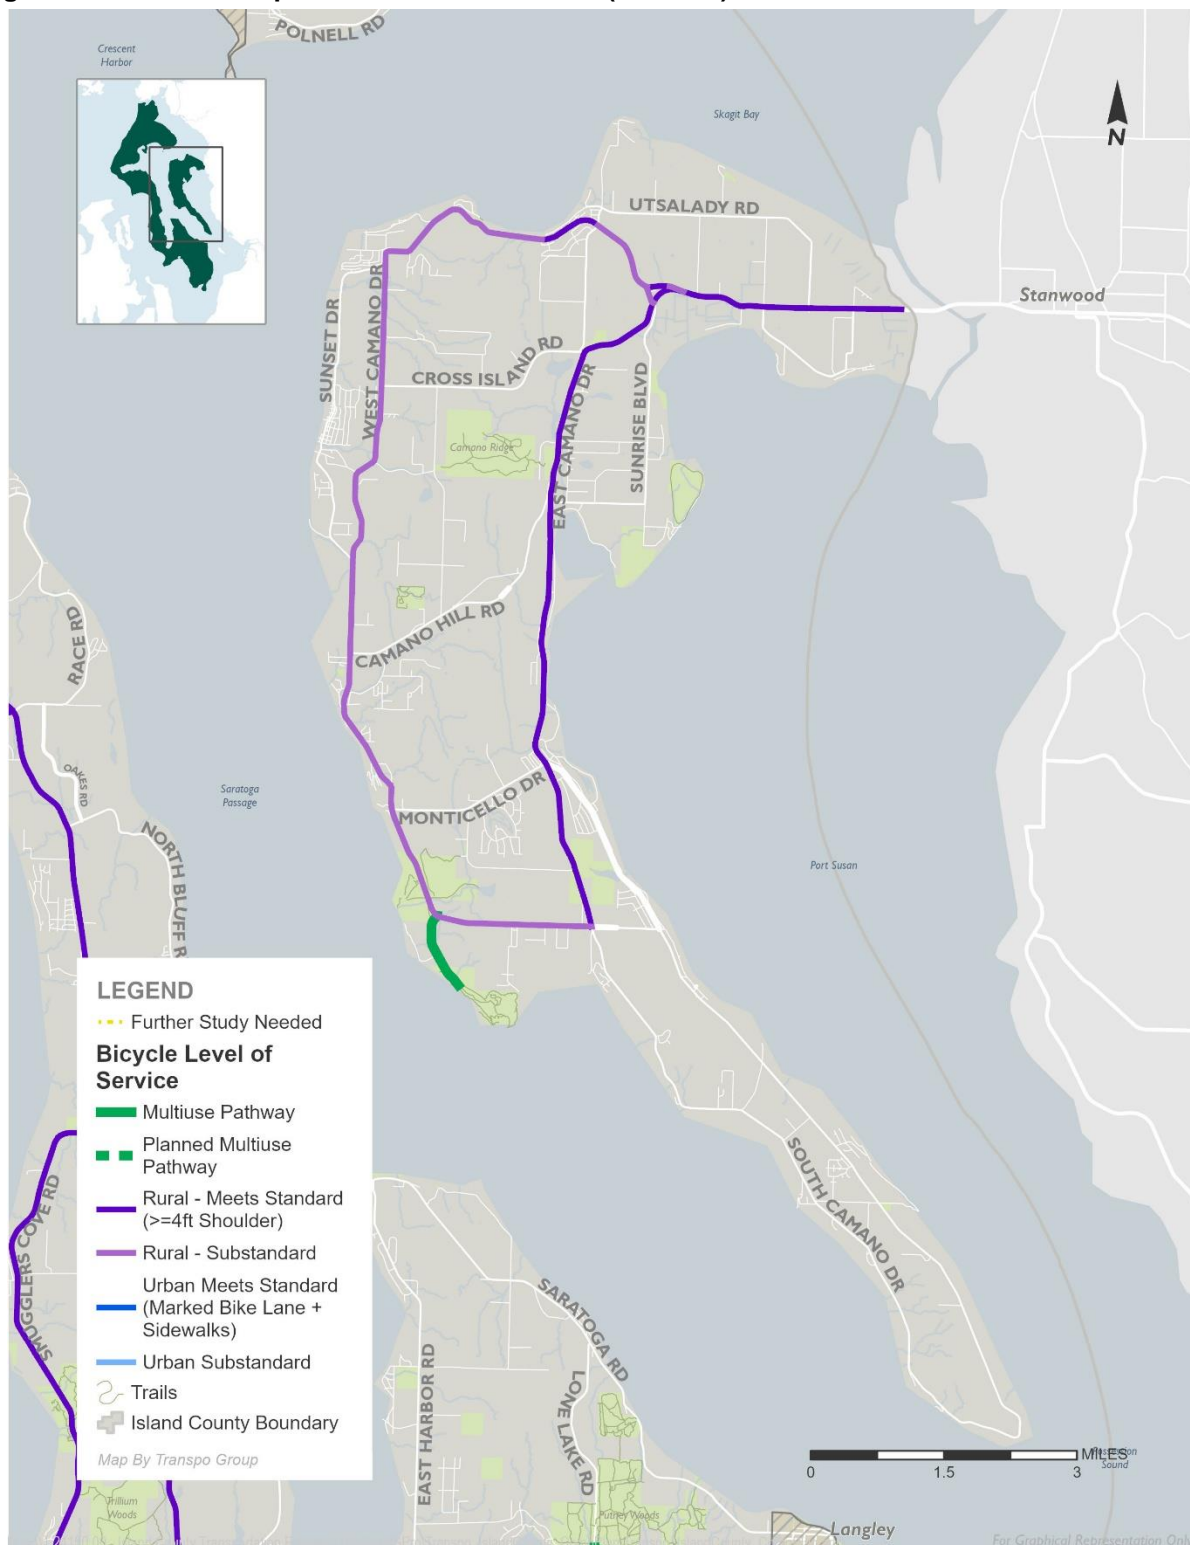 POLNELL RD
Crescent
Harbor
Skagit Bay
N
UTSALADY RD
Stanwood
SUNSET DR
WEST CAMANO DR
CROSS ISLAND RD
EAST CAMANO DR
SUNRISE BLVD
Camano Ridge
RACE RD
CAMANO HILL RD
OAKES RD
Saratoga
Passage
MONTICELLO DR
NORTH BLUFF R
Port Susan
LEGEND
Further Study Needed
Bicycle Level of
Service
Multiuse Pathway
Planned Multiuse
Pathway
Rural - Meets Standard
(>=4ft Shoulder)
Rural - Substandard
Urban Meets Standard
(Marked Bike Lane +
Sidewalks)
Urban Substandard
Trails
Island County Boundary
Map By Transpo Group
SMUGGLERS COVE RD
SOUTH CAMANO DR
SARATOGA RD
EAST HARBOR RD
LONE LAKE RD
MILES
Sound
0 1.5 3
Trillium
Woods
Putney Woods
Langley
For Graphical Representation Only